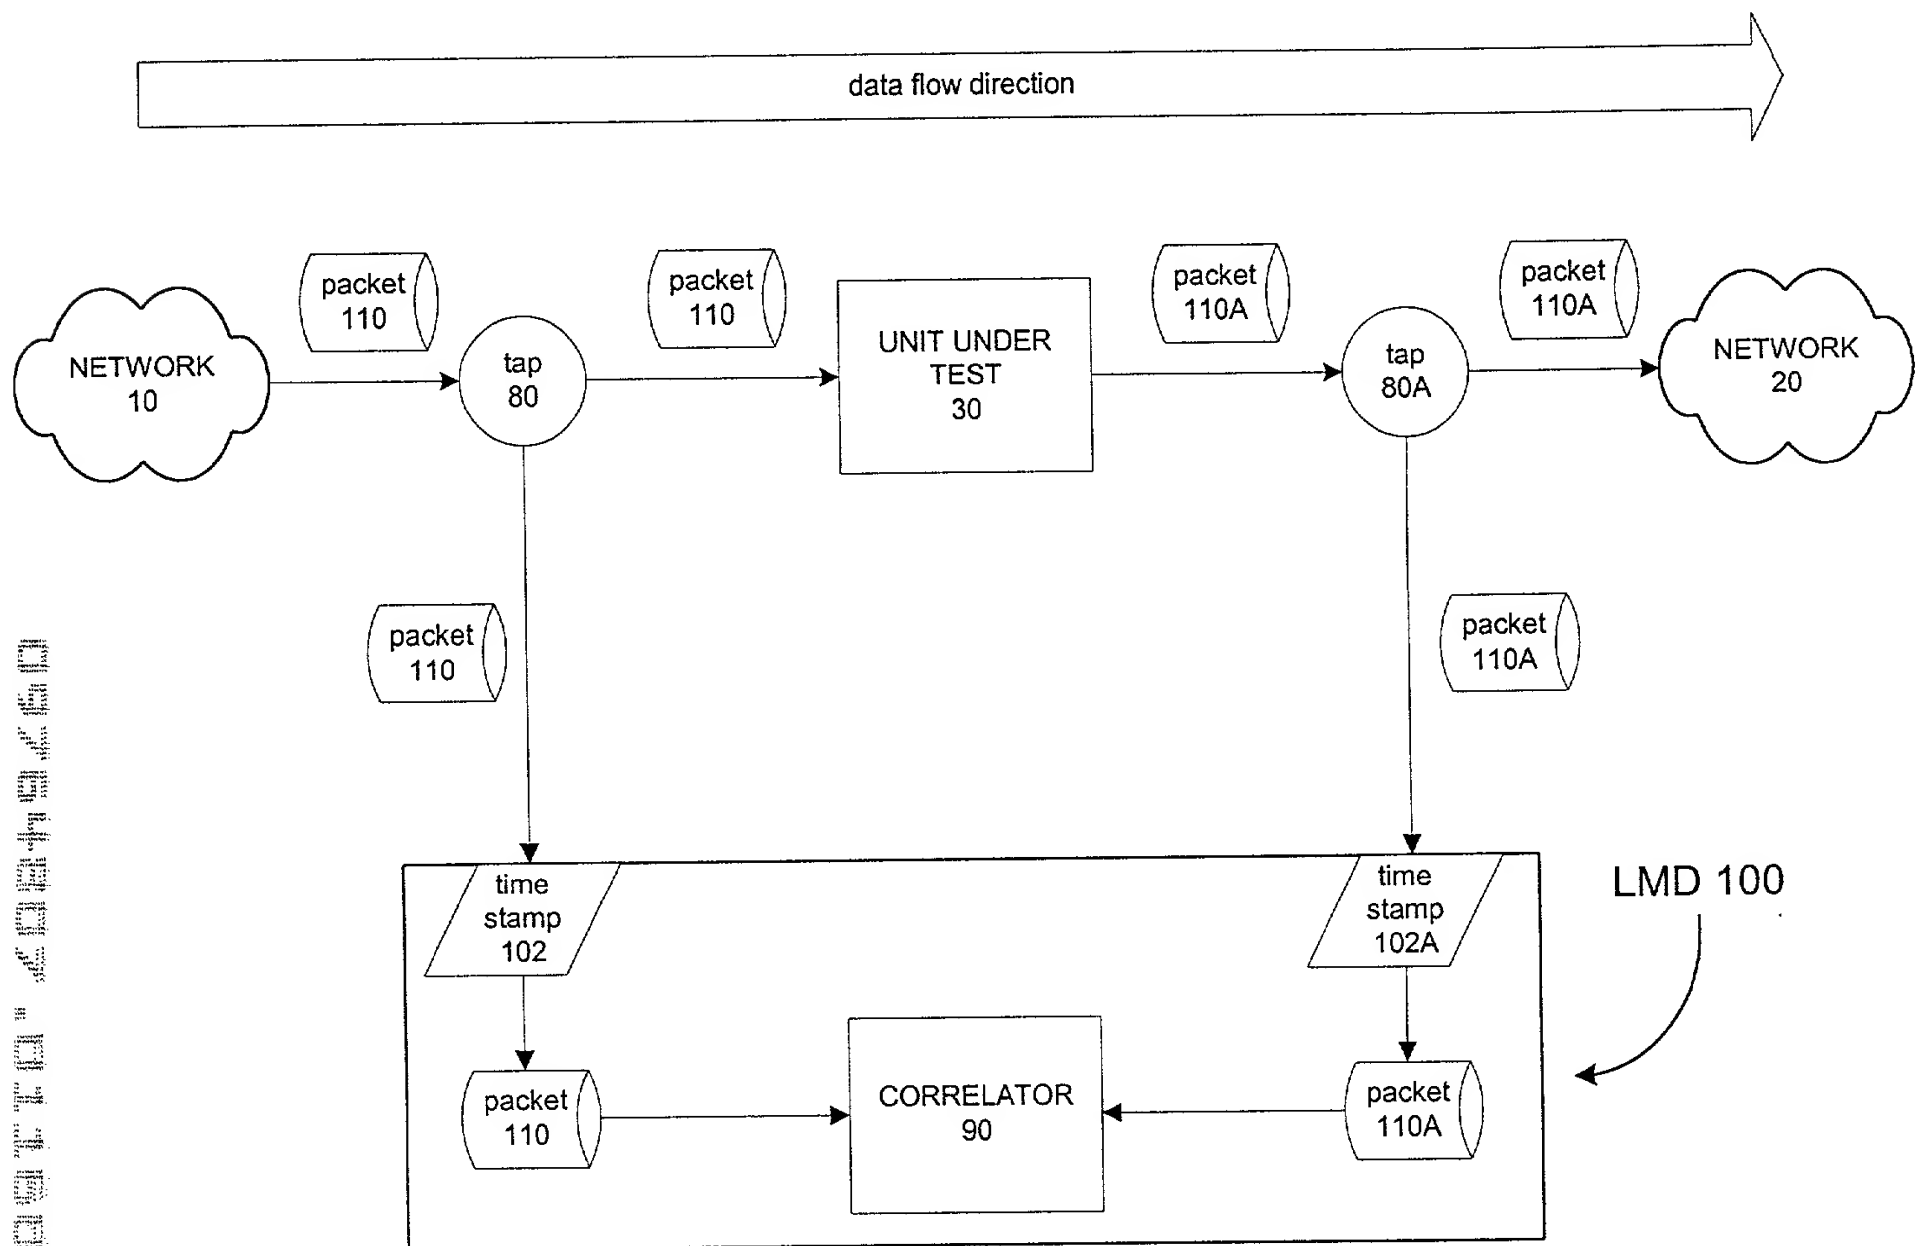 data flow direction
packet
110
packet
110
packet
110A
packet
110A
NETWORK
10
tap
80
UNIT UNDER
TEST
30
tap
80A
NETWORK
20
packet
110
packet
110A
time
stamp
102
time
stamp
102A
LMD 100
packet
110
CORRELATOR
90
packet
110A